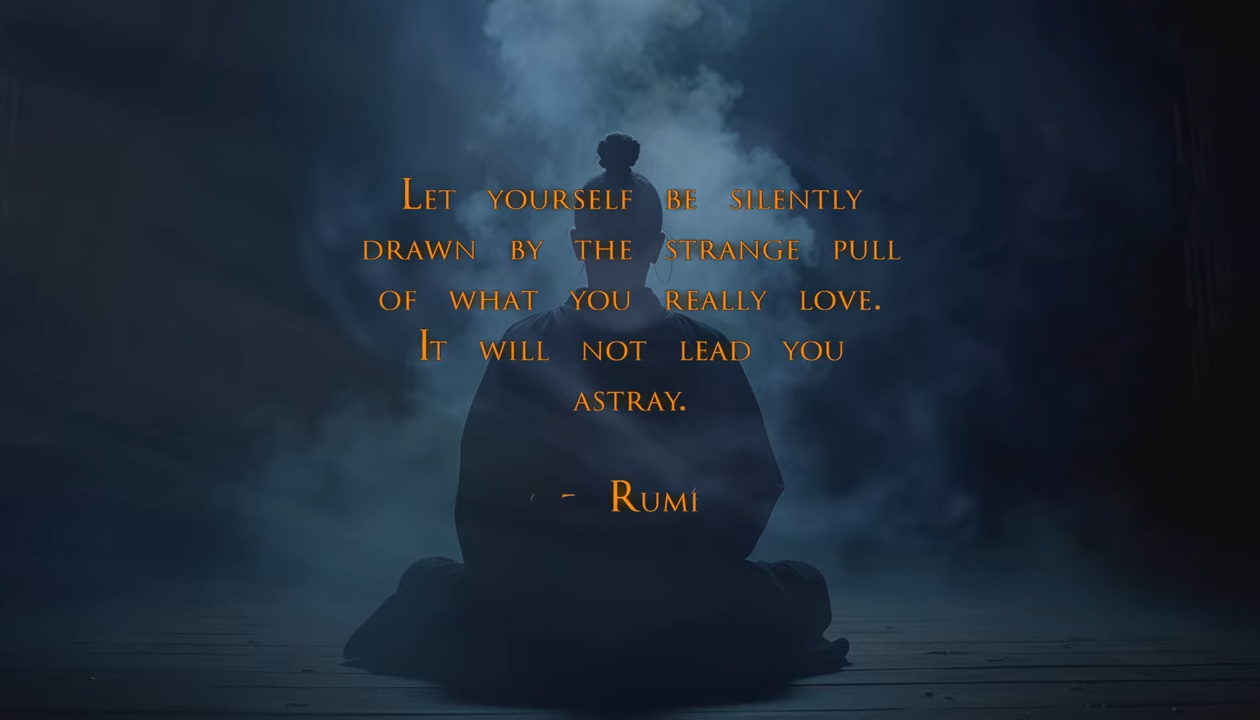 Let yourself be silently
drawn by the strange pull
of what you really love.
It will not lead you
astray.
- Rumí